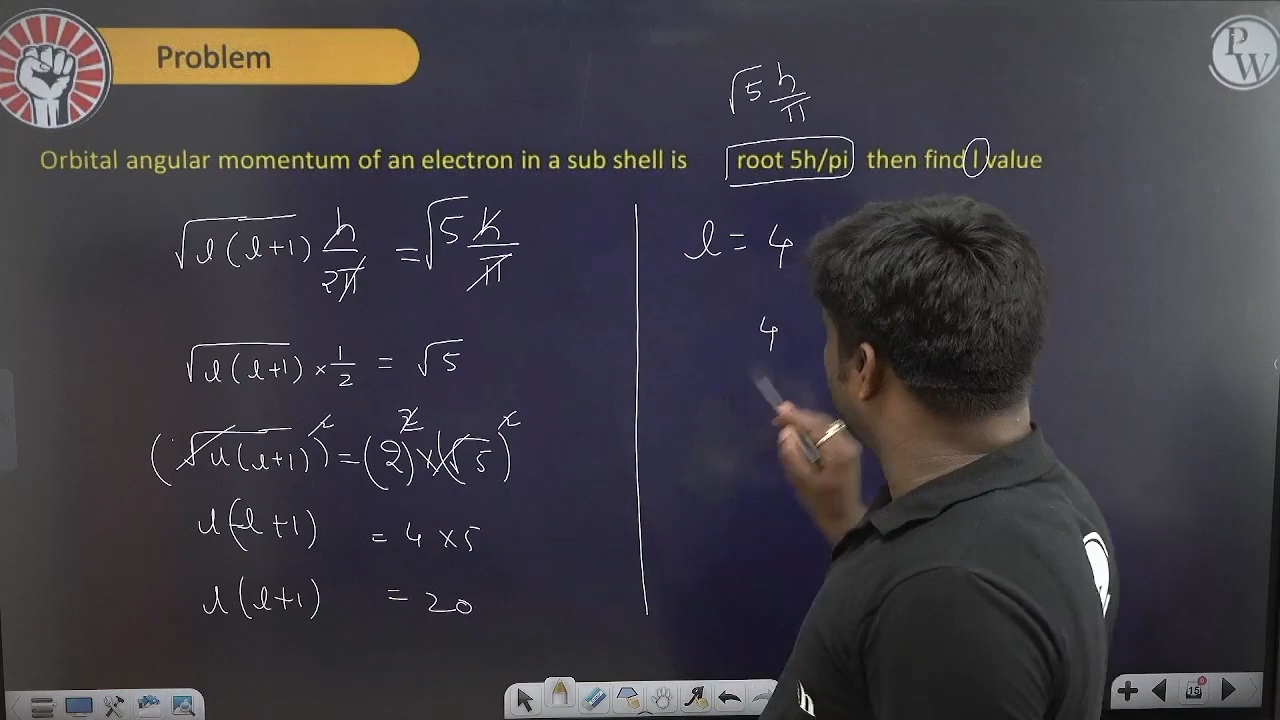 Problem
PW
√5 h/π
Orbital angular momentum of an electron in a sub shell is root 5h/pi then find l value
√l(l+1) h/2π = √5 h/π
l = 4
4
√l(l+1) × 1/2 = √5
(√l(l+1))² = (2)² × (√5)²
l(l+1) = 4 × 5
l(l+1) = 20
15